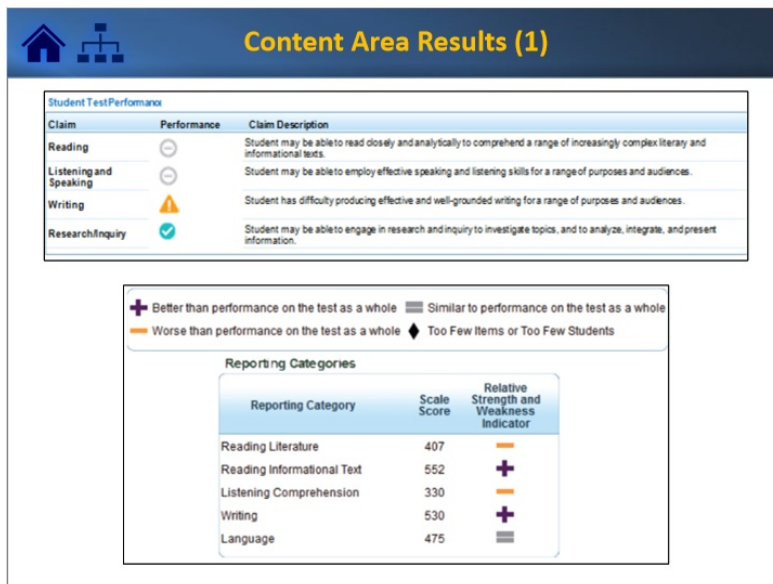 Content Area Results (1)
Student Test Performance
Claim Performance Claim Description
Reading Student may be able to read closely and analytically to comprehend a range of increasingly complex literary and
informational texts.
Listening and
Speaking Student may be able to employ effective speaking and listening skills for a range of purposes and audiences.
Writing Student has difficulty producing effective and well-grounded writing for a range of purposes and audiences.
Research/Inquiry Student may be able to engage in research and inquiry to investigate topics, and to analyze, integrate, and present
information.
Better than performance on the test as a whole Similar to performance on the test as a whole
Worse than performance on the test as a whole Too Few Items or Too Few Students
Reporting Categories
Reporting Category Scale Score Relative Strength and Weakness Indicator
Reading Literature 407
Reading Informational Text 552
Listening Comprehension 330
Writing 530
Language 475